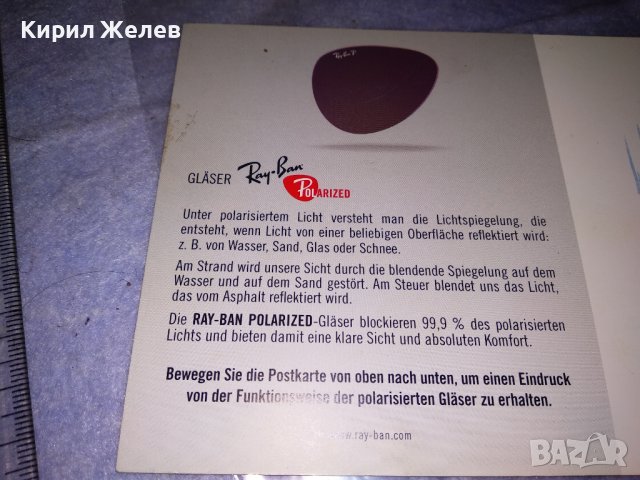 Кирил Желев
Ray-Ban P
GLÄSER Ray-Ban
POLARIZED
Unter polarisiertem Licht versteht man die Lichtspiegelung, die
entsteht, wenn Licht von einer beliebigen Oberfläche reflektiert wird:
z. B. von Wasser, Sand, Glas oder Schnee.
Am Strand wird unsere Sicht durch die blendende Spiegelung auf dem
Wasser und auf dem Sand gestört. Am Steuer blendet uns das Licht,
das vom Asphalt reflektiert wird.
Die RAY-BAN POLARIZED-Gläser blockieren 99,9 % des polarisierten
Lichts und bieten damit eine klare Sicht und absoluten Komfort.
Bewegen Sie die Postkarte von oben nach unten, um einen Eindruck
von der Funktionsweise der polarisierten Gläser zu erhalten.
www.ray-ban.com
BAZAR